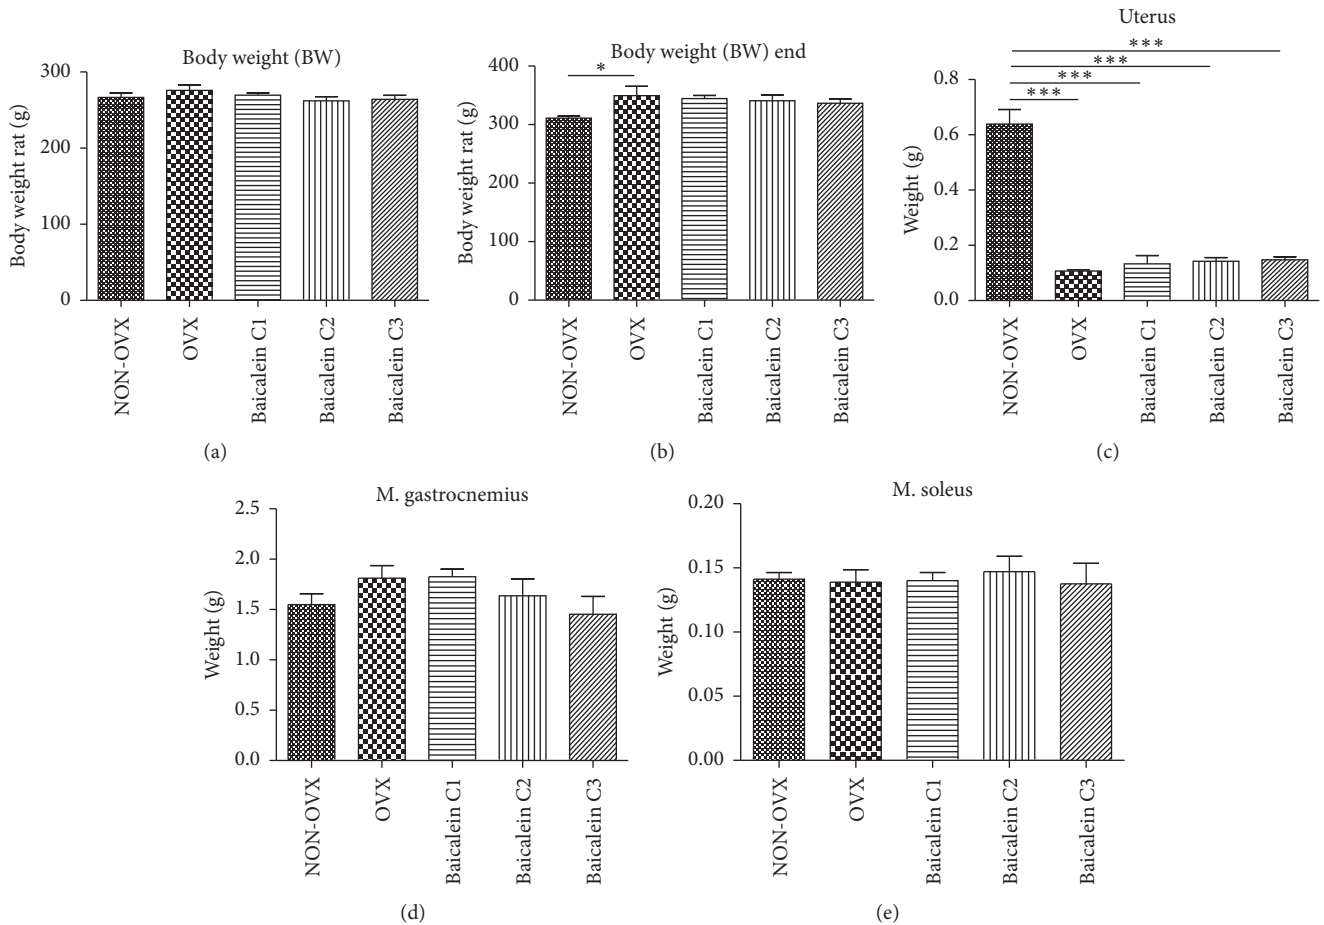 Body weight (BW)
Body weight rat (g)
300
200
100
0
NON-OVX
OVX
Baicalein C1
Baicalein C2
Baicalein C3
(a)
Body weight (BW) end
Body weight rat (g)
400
300
200
100
0
*
NON-OVX
OVX
Baicalein C1
Baicalein C2
Baicalein C3
(b)
Uterus
Weight (g)
0.8
0.6
0.4
0.2
0.0
***
***
***
***
NON-OVX
OVX
Baicalein C1
Baicalein C2
Baicalein C3
(c)
M. gastrocnemius
Weight (g)
2.5
2.0
1.5
1.0
0.5
0.0
NON-OVX
OVX
Baicalein C1
Baicalein C2
Baicalein C3
(d)
M. soleus
Weight (g)
0.20
0.15
0.10
0.05
0.00
NON-OVX
OVX
Baicalein C1
Baicalein C2
Baicalein C3
(e)